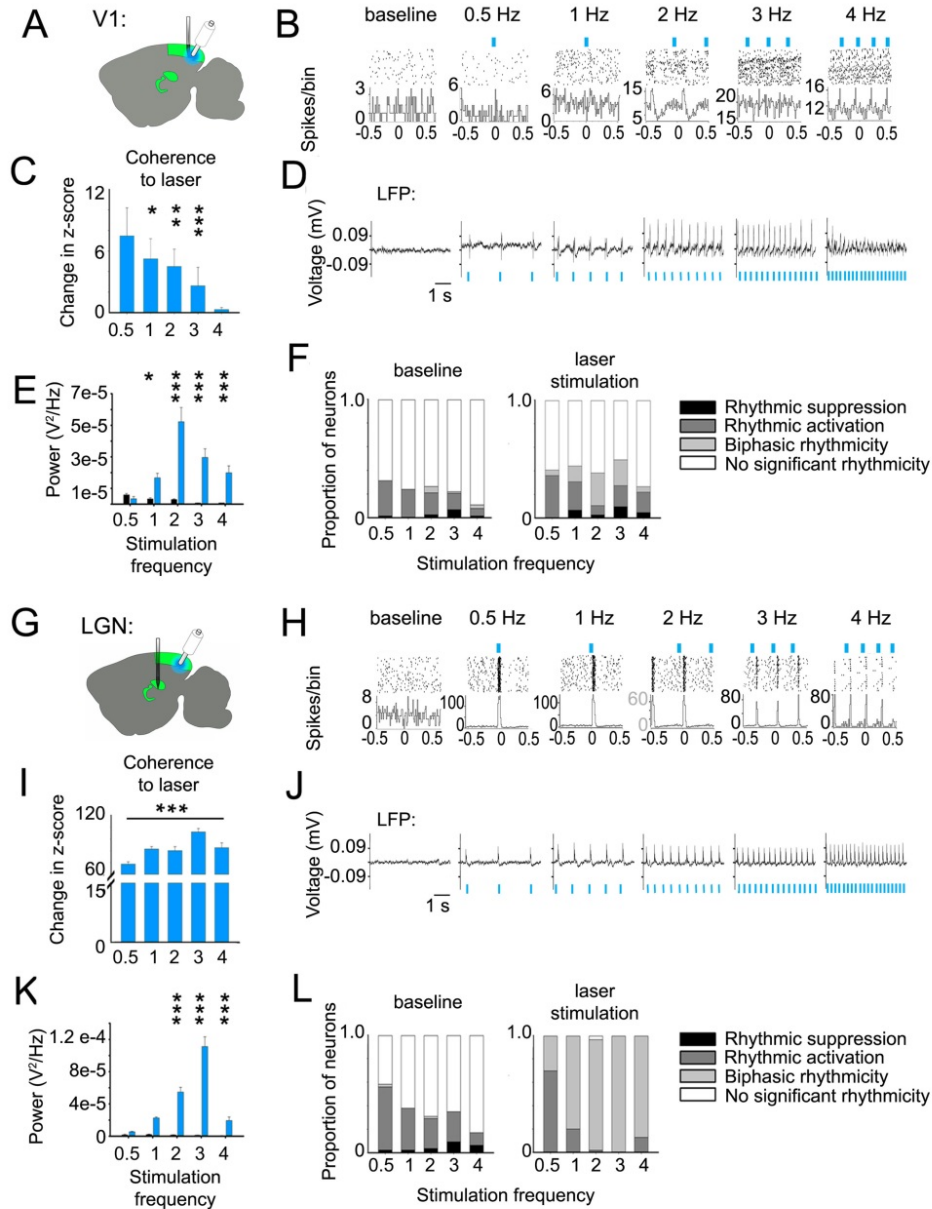 A V1:
B baseline 0.5 Hz 1 Hz 2 Hz 3 Hz 4 Hz
Spikes/bin
3 6 6 15 20 16
0 0 0 5 15 12
-0.5 0 0.5 -0.5 0 0.5 -0.5 0 0.5 -0.5 0 0.5 -0.5 0 0.5 -0.5 0 0.5
C Coherence
to laser
Change in z-score
12
6
0
* ** ***
0.5 1 2 3 4
D LFP:
Voltage (mV)
0.09
-0.09
1 s
E
Power (V²/Hz)
7e-5
5e-5
3e-5
1e-5
* *** *** ***
0.5 1 2 3 4
Stimulation
frequency
F baseline laser
stimulation
Proportion of neurons
1.0 1.0
0 0
0.5 1 2 3 4 0.5 1 2 3 4
Stimulation frequency
Rhythmic suppression
Rhythmic activation
Biphasic rhythmicity
No significant rhythmicity
G LGN:
H baseline 0.5 Hz 1 Hz 2 Hz 3 Hz 4 Hz
Spikes/bin
8 100 100 60 80 80
0 0 0 0 0 0
-0.5 0 0.5 -0.5 0 0.5 -0.5 0 0.5 -0.5 0 0.5 -0.5 0 0.5 -0.5 0 0.5
I Coherence
to laser
Change in z-score
120
60
15
0
***
0.5 1 2 3 4
J LFP:
Voltage (mV)
0.09
-0.09
1 s
K
Power (V²/Hz)
1.2 e-4
8e-5
4e-5
0
*** *** ***
0.5 1 2 3 4
Stimulation
frequency
L baseline laser
stimulation
Proportion of neurons
1.0 1.0
0 0
0.5 1 2 3 4 0.5 1 2 3 4
Stimulation frequency
Rhythmic suppression
Rhythmic activation
Biphasic rhythmicity
No significant rhythmicity